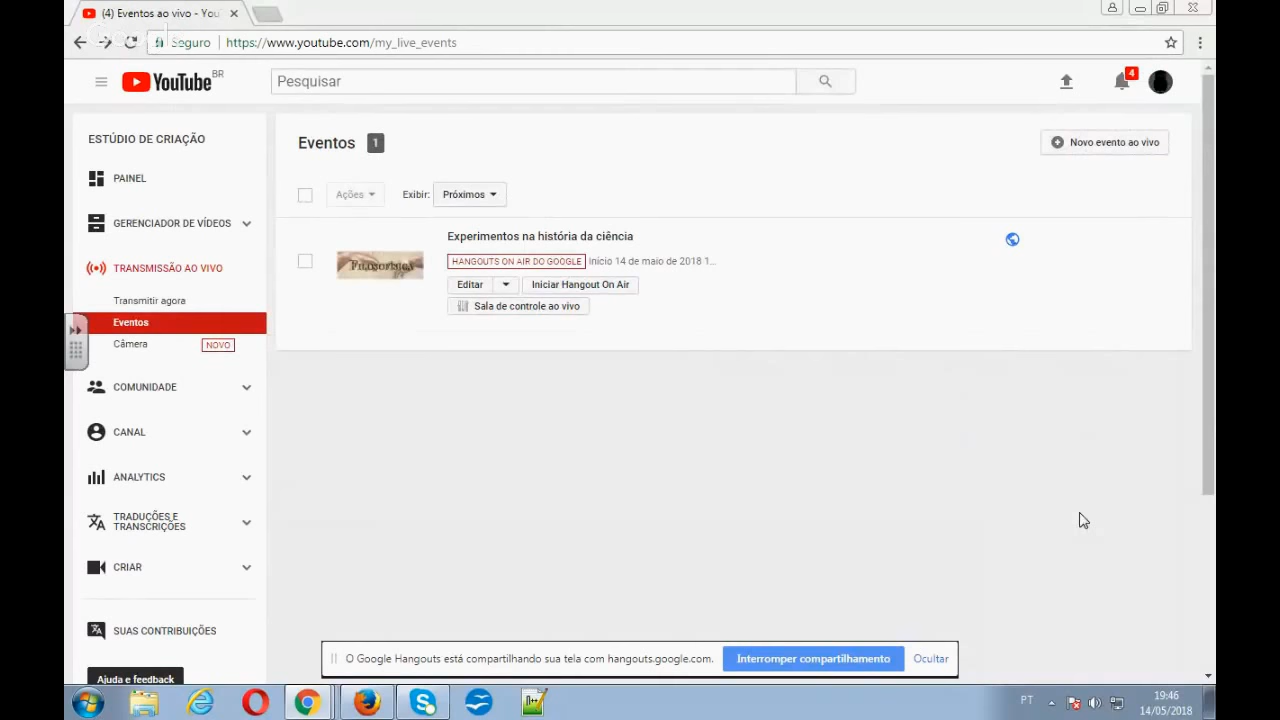 (4) Eventos ao vivo - You
Seguro https://www.youtube.com/my_live_events
YouTube BR
Pesquisar
4
ESTÚDIO DE CRIAÇÃO
PAINEL
GERENCIADOR DE VÍDEOS
TRANSMISSÃO AO VIVO
Transmitir agora
Eventos
Câmera NOVO
COMUNIDADE
CANAL
ANALYTICS
TRADUÇÕES E
TRANSCRIÇÕES
CRIAR
SUAS CONTRIBUIÇÕES
Ajuda e feedback
Eventos 1
Novo evento ao vivo
Ações Exibir: Próximos
Experimentos na história da ciência
HANGOUTS ON AIR DO GOOGLE Início 14 de maio de 2018 1...
Editar Iniciar Hangout On Air
Sala de controle ao vivo
O Google Hangouts está compartilhando sua tela com hangouts.google.com. Interromper compartilhamento Ocultar
PT
19:46
14/05/2018